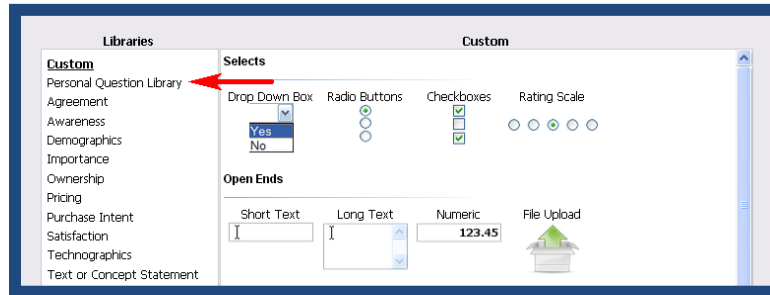 Libraries
Custom
Custom
Personal Question Library
Agreement
Awareness
Demographics
Importance
Ownership
Pricing
Purchase Intent
Satisfaction
Technographics
Text or Concept Statement
Selects
Drop Down Box Radio Buttons Checkboxes Rating Scale
Yes
No
Open Ends
Short Text Long Text Numeric File Upload
123.45